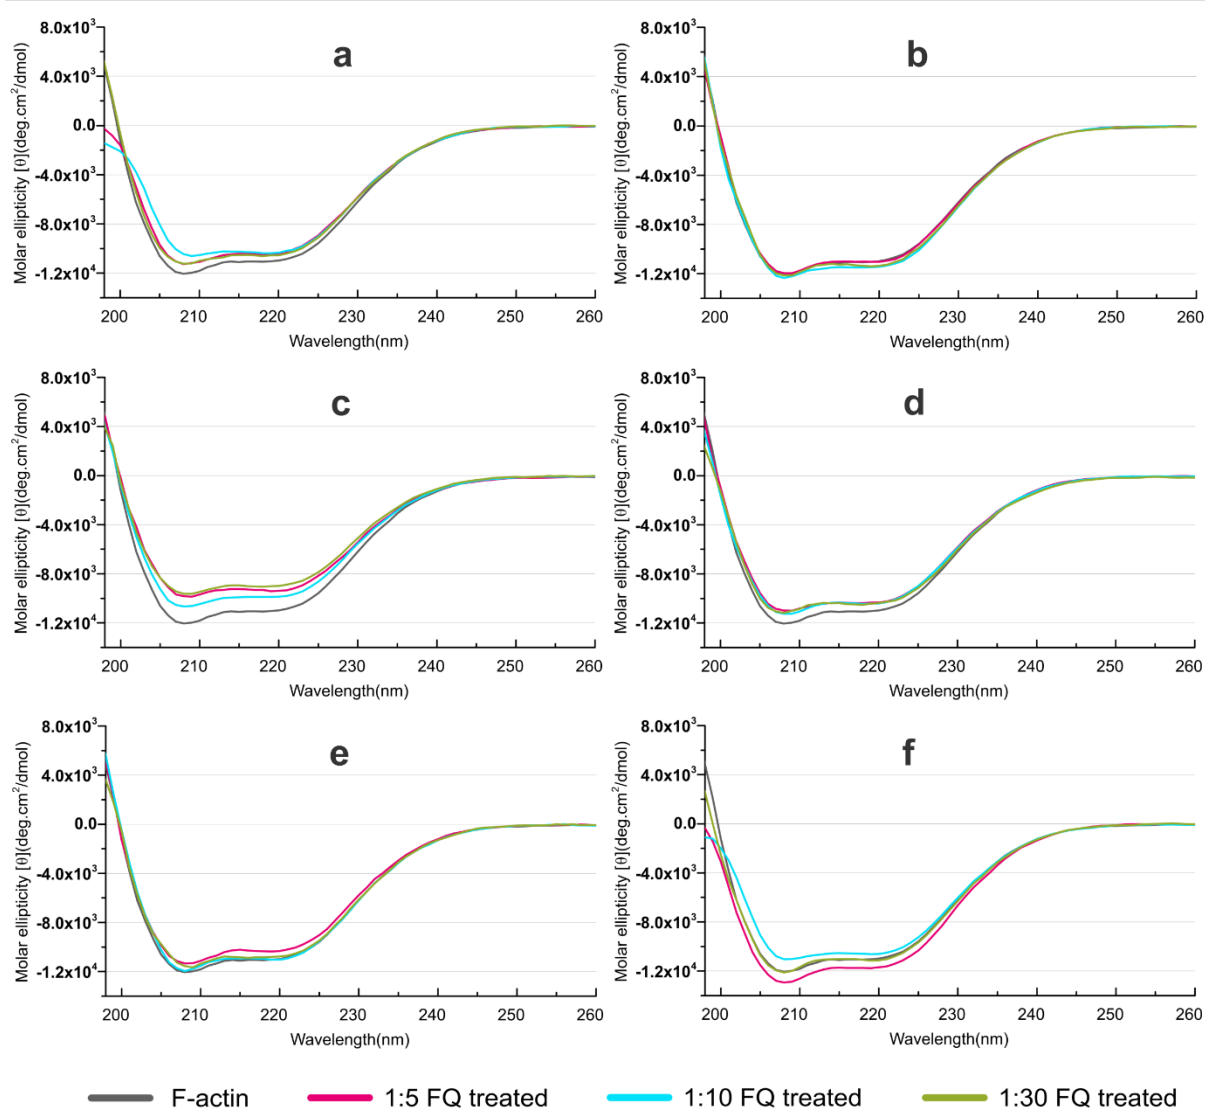 a
Molar ellipticity [θ](deg.cm²/dmol)
8.0x10³
4.0x10³
0.0
-4.0x10³
-8.0x10³
-1.2x10⁴
200 210 220 230 240 250 260
Wavelength(nm)
b
Molar ellipticity [θ](deg.cm²/dmol)
8.0x10³
4.0x10³
0.0
-4.0x10³
-8.0x10³
-1.2x10⁴
200 210 220 230 240 250 260
Wavelength(nm)
c
Molar ellipticity [θ](deg.cm²/dmol)
8.0x10³
4.0x10³
0.0
-4.0x10³
-8.0x10³
-1.2x10⁴
200 210 220 230 240 250 260
Wavelength(nm)
d
Molar ellipticity [θ](deg.cm²/dmol)
8.0x10³
4.0x10³
0.0
-4.0x10³
-8.0x10³
-1.2x10⁴
200 210 220 230 240 250 260
Wavelength(nm)
e
Molar ellipticity [θ](deg.cm²/dmol)
8.0x10³
4.0x10³
0.0
-4.0x10³
-8.0x10³
-1.2x10⁴
200 210 220 230 240 250 260
Wavelength(nm)
f
Molar ellipticity [θ](deg.cm²/dmol)
8.0x10³
4.0x10³
0.0
-4.0x10³
-8.0x10³
-1.2x10⁴
200 210 220 230 240 250 260
Wavelength(nm)
F-actin 1:5 FQ treated 1:10 FQ treated 1:30 FQ treated